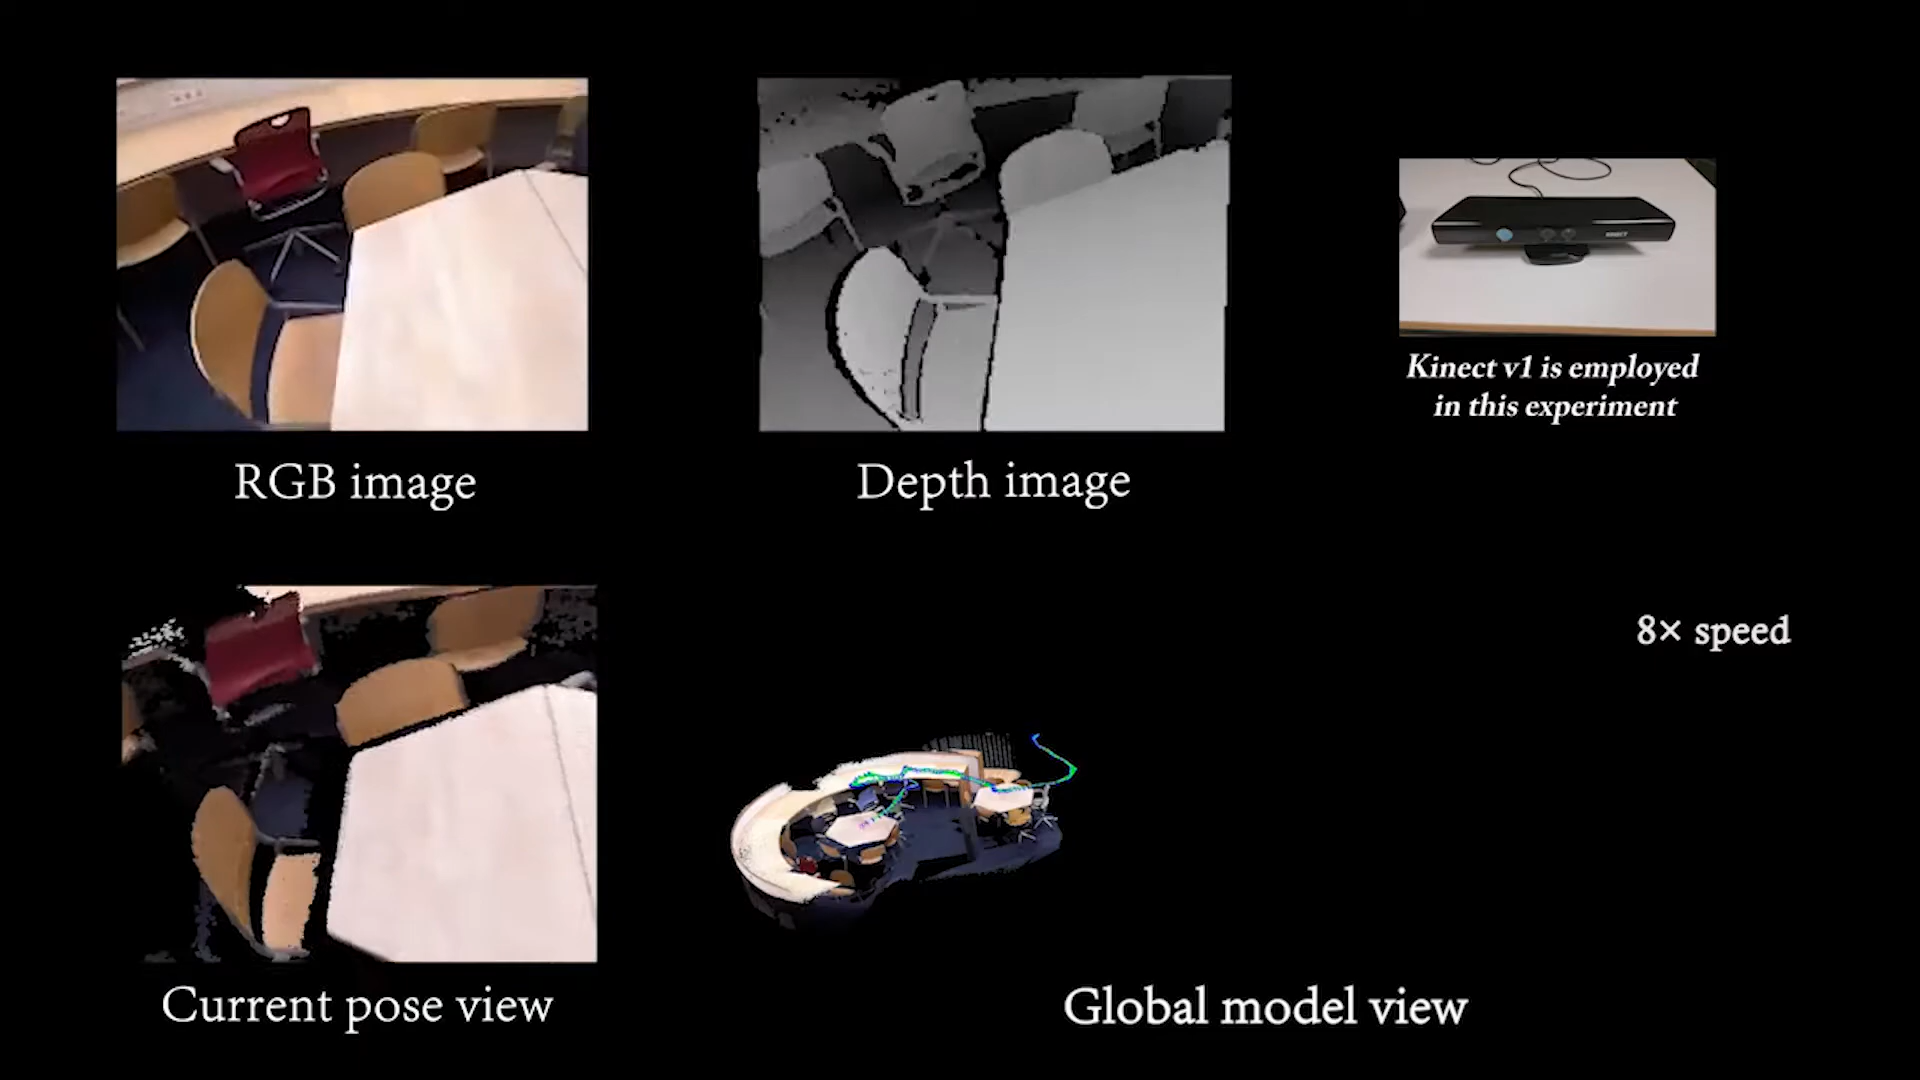 Kinect v1 is employed
in this experiment
RGB image
Depth image
8× speed
Current pose view
Global model view